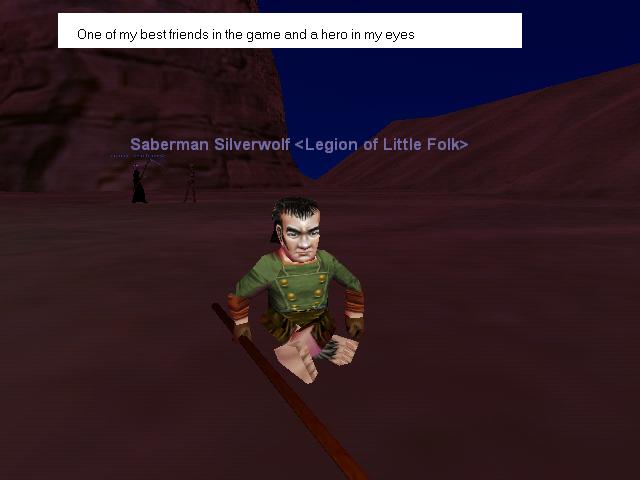 One of my best friends in the game and a hero in my eyes
Saberman Silverwolf <Legion of Little Folk>